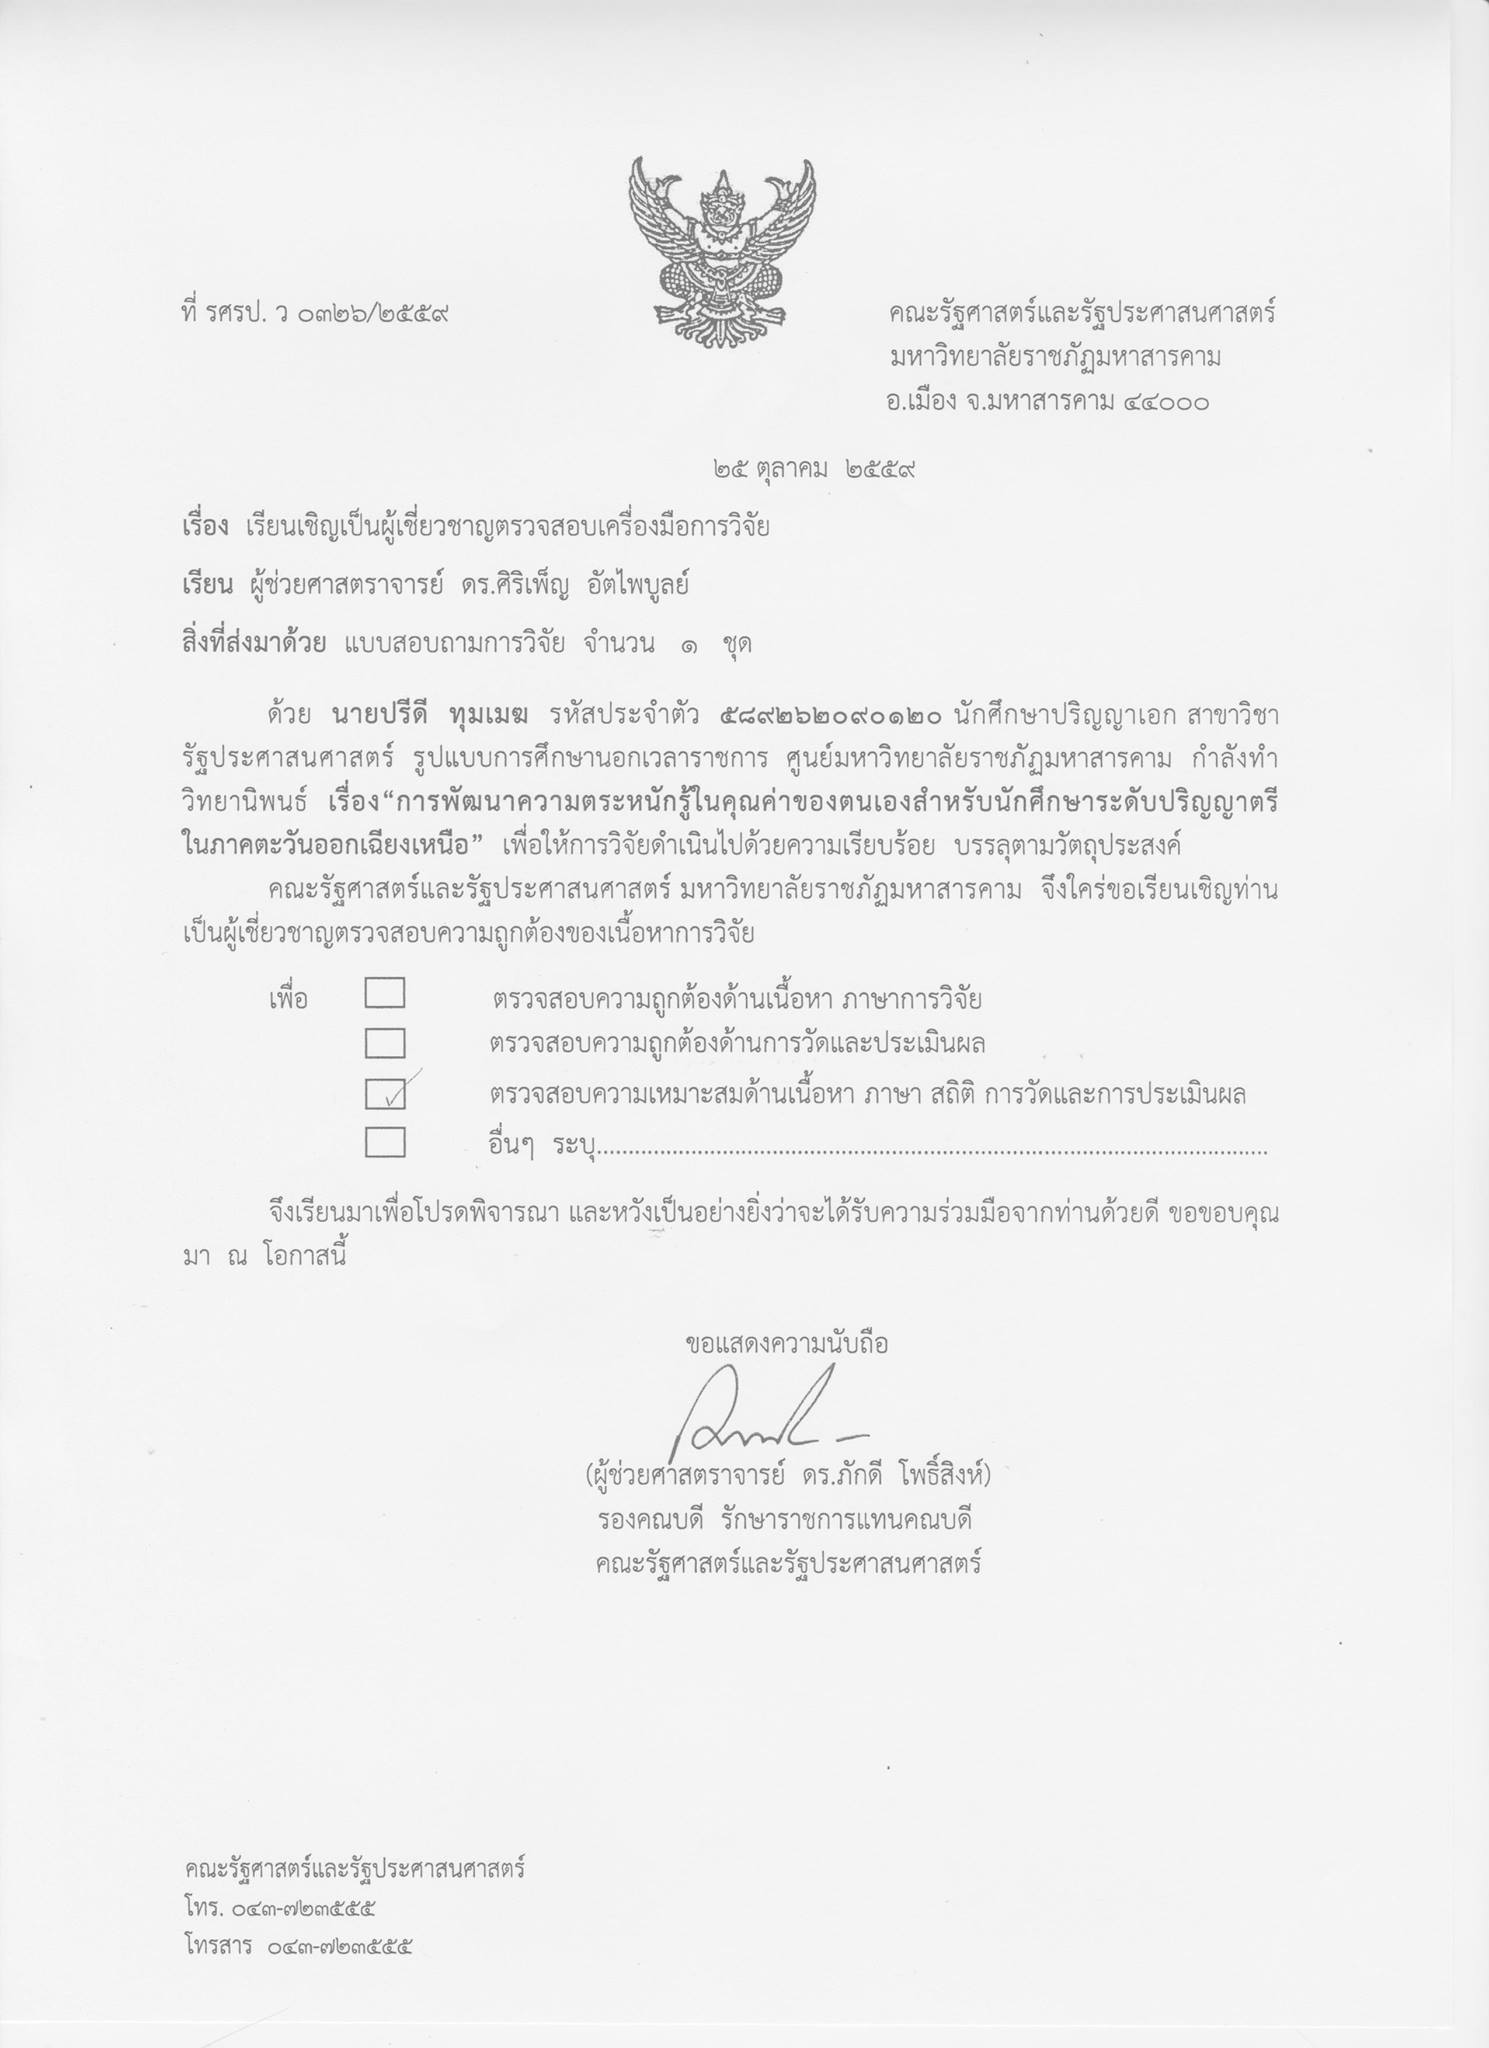 ที่ รศรป. ว ๐๓๒๖/๒๕๕๙
คณะรัฐศาสตร์และรัฐประศาสนศาสตร์
มหาวิทยาลัยราชภัฏมหาสารคาม
อ.เมือง จ.มหาสารคาม ๔๔๐๐๐
๒๕ ตุลาคม ๒๕๕๙
เรื่อง เรียนเชิญเป็นผู้เชี่ยวชาญตรวจสอบเครื่องมือการวิจัย
เรียน ผู้ช่วยศาสตราจารย์ ดร.ศิริเพ็ญ อัตไพบูลย์
สิ่งที่ส่งมาด้วย แบบสอบถามการวิจัย จำนวน ๑ ชุด
ด้วย นายปรีดี ทุมเมฆ รหัสประจำตัว ๕๘๙๒๖๒๐๙๐๑๒๐ นักศึกษาปริญญาเอก สาขาวิชา
รัฐประศาสนศาสตร์ รูปแบบการศึกษานอกเวลาราชการ ศูนย์มหาวิทยาลัยราชภัฏมหาสารคาม กำลังทำ
วิทยานิพนธ์ เรื่อง“การพัฒนาความตระหนักรู้ในคุณค่าของตนเองสำหรับนักศึกษาระดับปริญญาตรี
ในภาคตะวันออกเฉียงเหนือ” เพื่อให้การวิจัยดำเนินไปด้วยความเรียบร้อย บรรลุตามวัตถุประสงค์
คณะรัฐศาสตร์และรัฐประศาสนศาสตร์ มหาวิทยาลัยราชภัฏมหาสารคาม จึงใคร่ขอเรียนเชิญท่าน
เป็นผู้เชี่ยวชาญตรวจสอบความถูกต้องของเนื้อหาการวิจัย
เพื่อ ตรวจสอบความถูกต้องด้านเนื้อหา ภาษาการวิจัย
ตรวจสอบความถูกต้องด้านการวัดและประเมินผล
ตรวจสอบความเหมาะสมด้านเนื้อหา ภาษา สถิติ การวัดและการประเมินผล
อื่นๆ ระบุ....................................................................................................
จึงเรียนมาเพื่อโปรดพิจารณา และหวังเป็นอย่างยิ่งว่าจะได้รับความร่วมมือจากท่านด้วยดี ขอขอบคุณ
มา ณ โอกาสนี้
ขอแสดงความนับถือ
(ผู้ช่วยศาสตราจารย์ ดร.ภักดี โพธิ์สิงห์)
รองคณบดี รักษาราชการแทนคณบดี
คณะรัฐศาสตร์และรัฐประศาสนศาสตร์
คณะรัฐศาสตร์และรัฐประศาสนศาสตร์
โทร. ๐๔๓-๗๒๓๕๕๕
โทรสาร ๐๔๓-๗๒๓๕๕๕